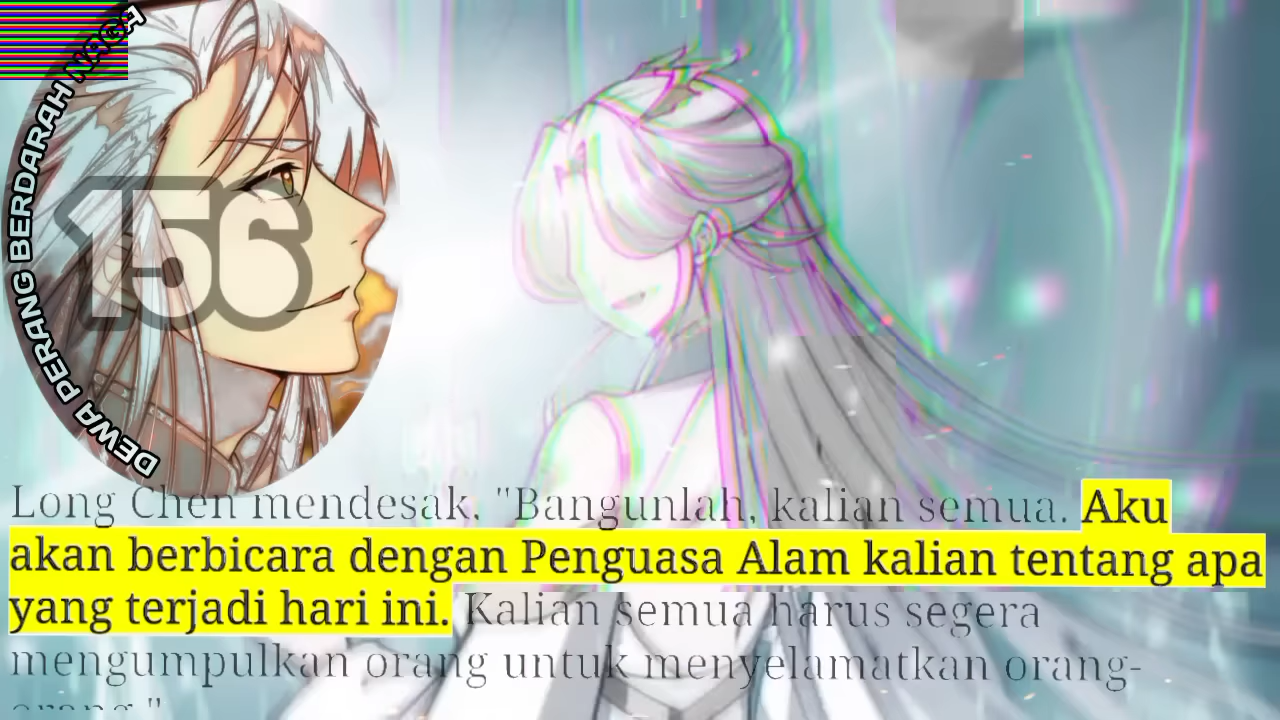 DEWA PERANG BERDARAH NAGA
156
Long Chen mendesak, "Bangunlah, kalian semua. Aku
akan berbicara dengan Penguasa Alam kalian tentang apa
yang terjadi hari ini. Kalian semua harus segera
mengumpulkan orang untuk menyelamatkan orang-
orang."